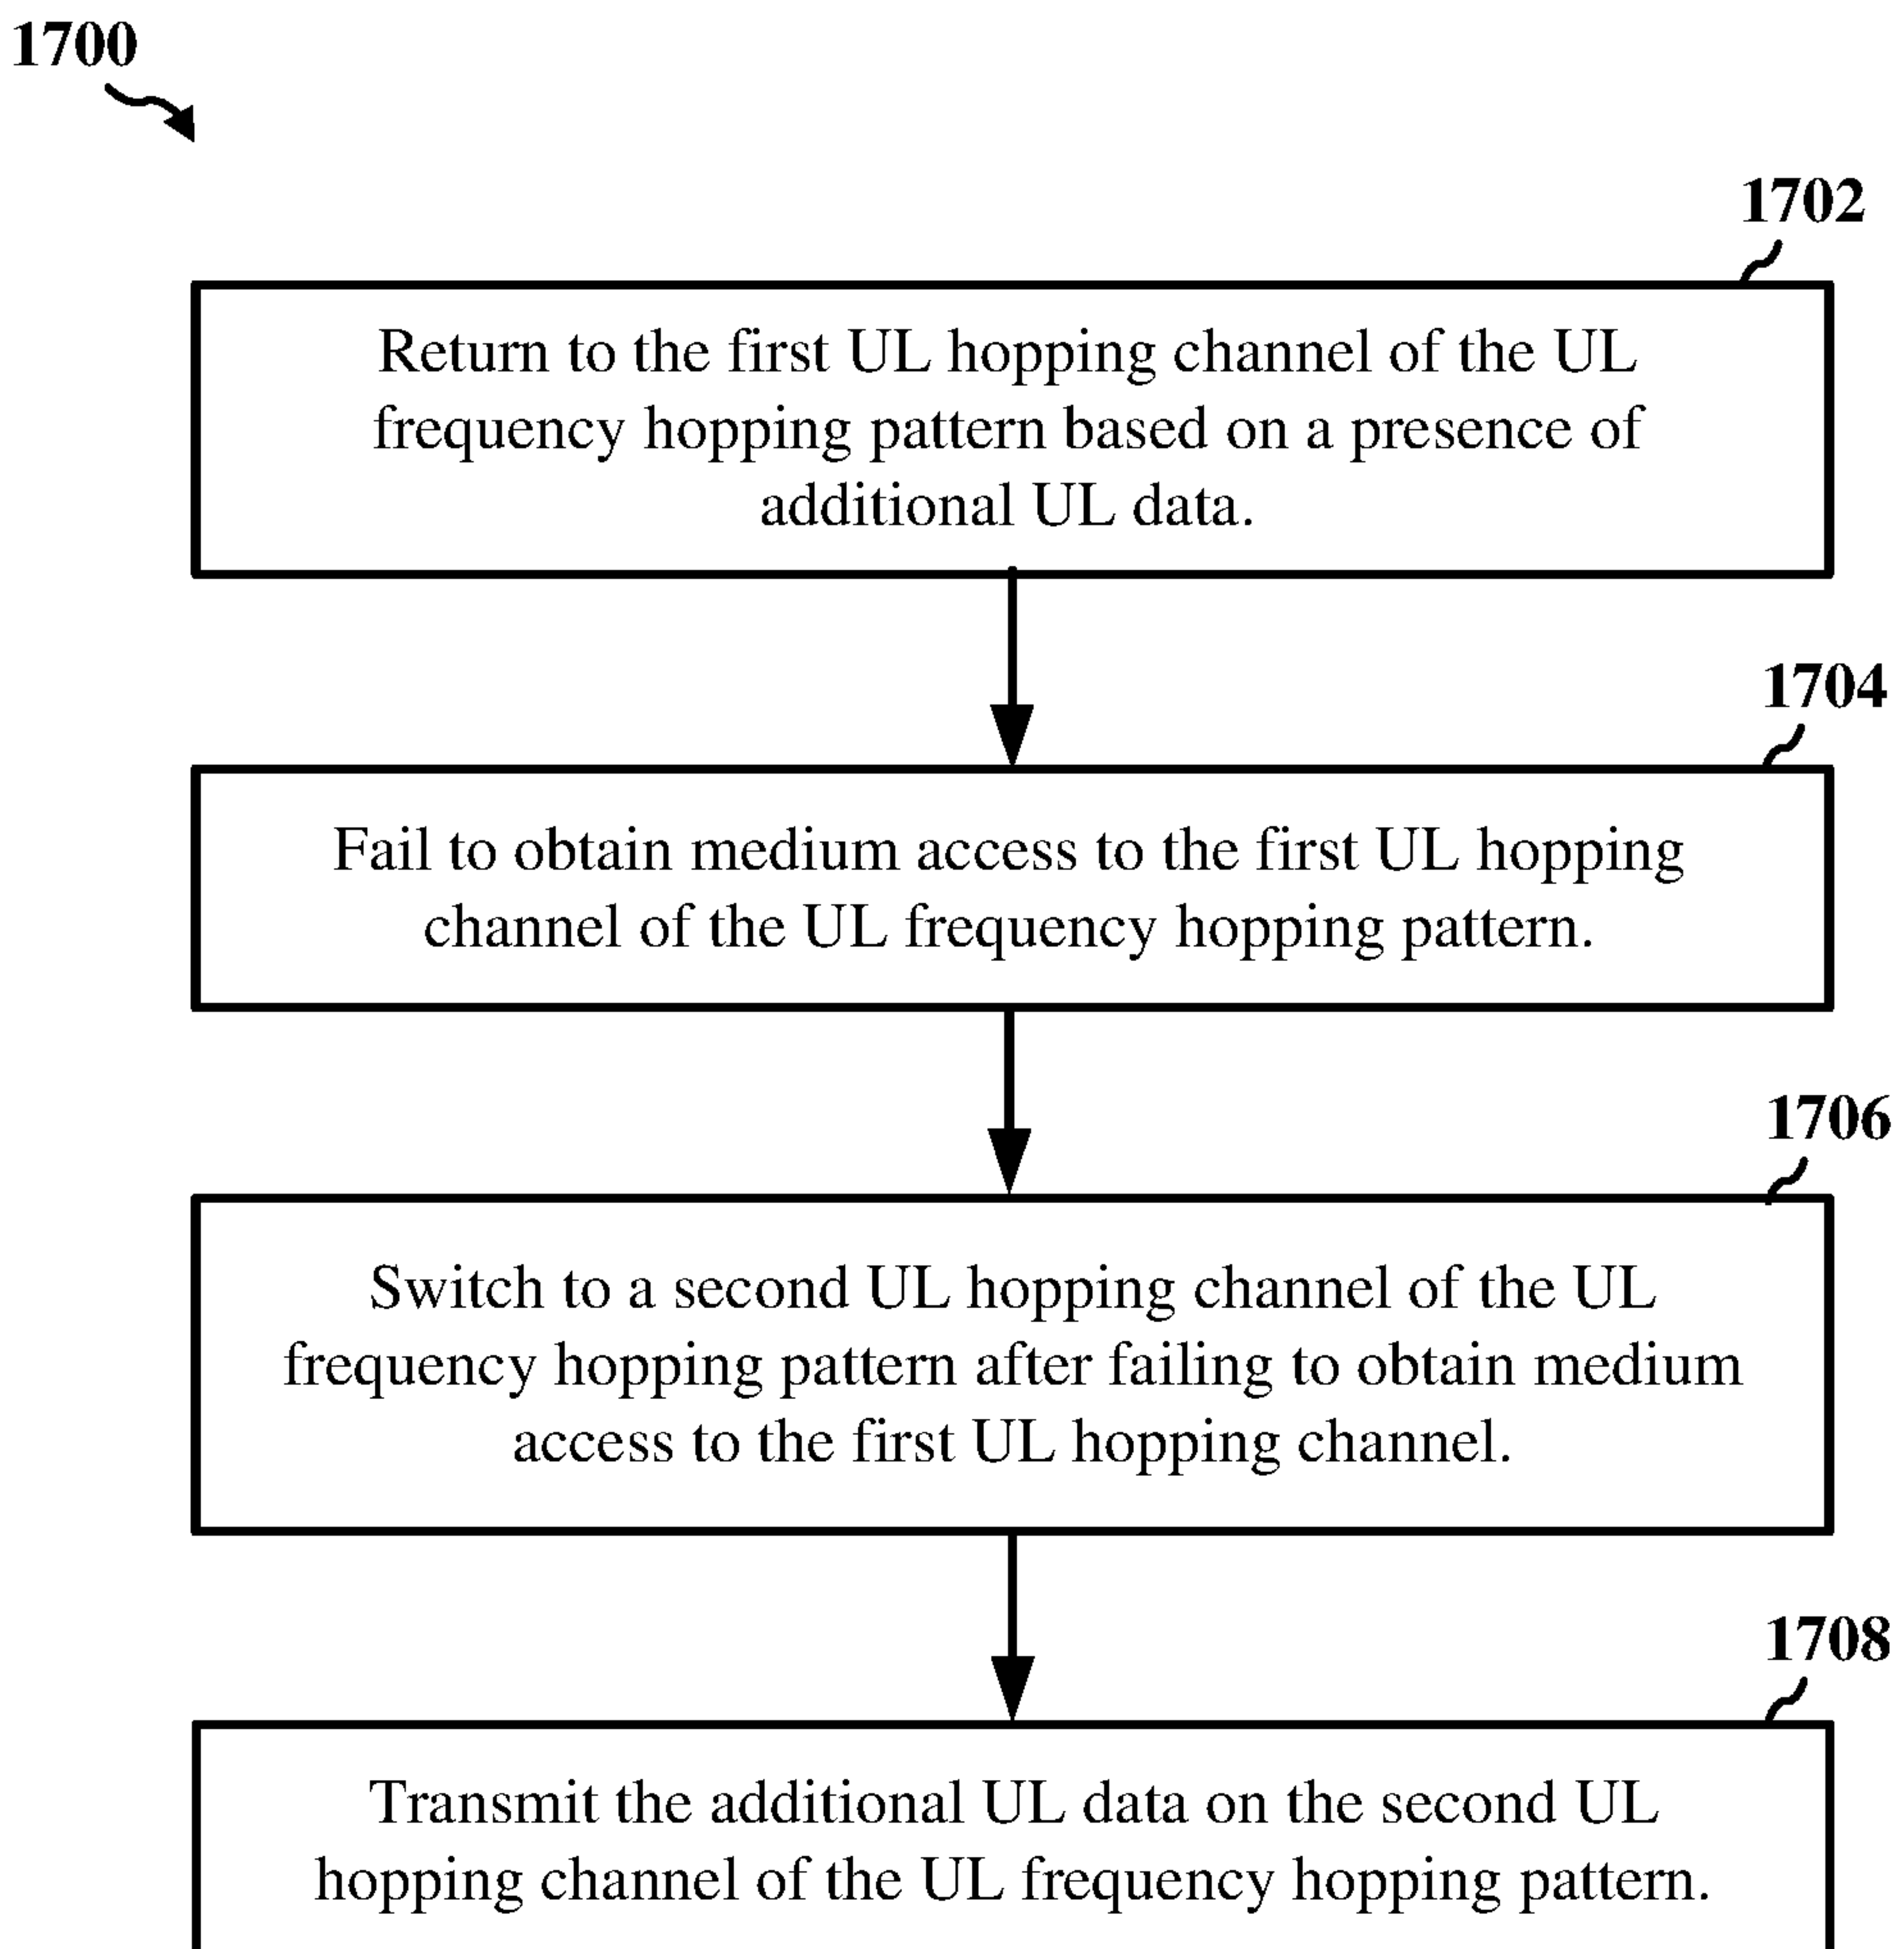 1700
1702
Return to the first UL hopping channel of the UL
frequency hopping pattern based on a presence of
additional UL data.
1704
Fail to obtain medium access to the first UL hopping
channel of the UL frequency hopping pattern.
1706
Switch to a second UL hopping channel of the UL
frequency hopping pattern after failing to obtain medium
access to the first UL hopping channel.
1708
Transmit the additional UL data on the second UL
hopping channel of the UL frequency hopping pattern.